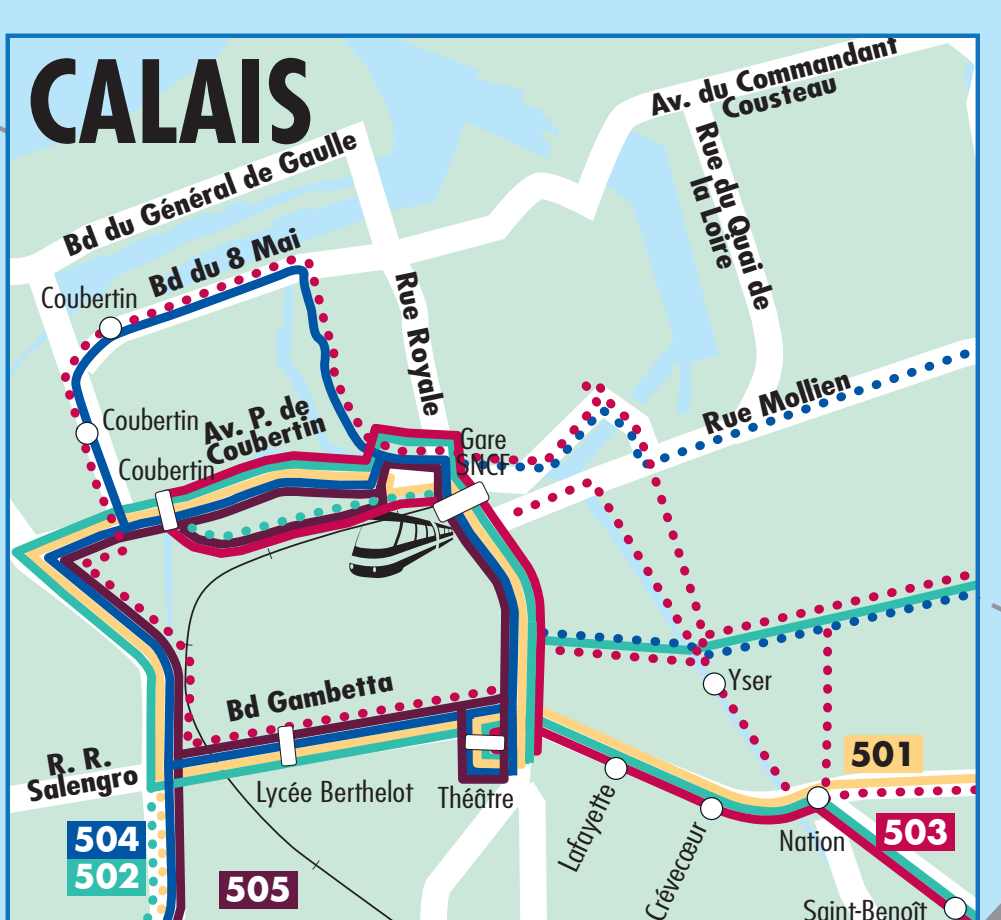 CALAIS
Av. du Commandant
Cousteau
Bd du Général de Gaulle
Rue du Quai de
la Loire
Bd du 8 Mai
Coubertin
Rue Royale
Coubertin
Av. P. de
Coubertin
Rue Mollien
Coubertin
Gare
SNCF
Yser
Bd Gambetta
R. R.
Salengro
501
Lycée Berthelot
Théâtre
Lafayette
Crévecœur
Nation
503
504
502
505
Saint-Benoît